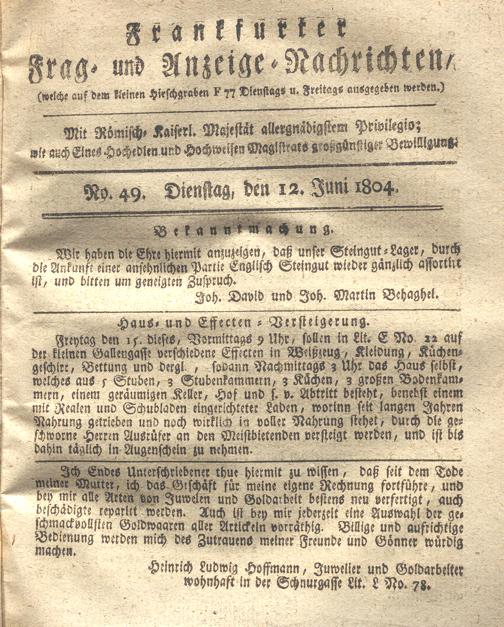 Frankfurter
Frag- und Anzeige-Nachrichten,
(welche auf dem kleinen Hirschgraben F 77 Dienstags u. Freitags ausgegeben werden.)
Mit Römisch-Kaiserl. Majestät allergnädigstem Privilegio;
wie auch Eines Hochedlen und Hochweisen Magistrats großgünstiger Bewilligung.
No. 49. Dienstag, den 12. Juni 1804.
Bekanntmachung.
Wir haben die Ehre hiermit anzuzeigen, daß unser Steingut-Lager, durch
die Ankunft einer ansehnlichen Partie Englisch Steingut wieder gänzlich assortirt
ist, und bitten um geneigten Zuspruch.
Joh. David und Joh. Martin Behaghel.
Haus- und Effecten-Versteigerung.
Freytag den 15. dieses, Vormittags 9 Uhr, sollen in Lit. E No. 22 auf
der kleinen Gallengasse verschiedene Effecten in Weißzeug, Kleidung, Küchen-
geschirr, Bettung und dergl., sodann Nachmittags 3 Uhr das Haus selbst,
welches aus 5 Stuben, 3 Stubenkammern, 3 Küchen, 3 großen Bodenkam-
mern, einem geräumigen Keller, Hof und s. v. Abtritt besteht, benebst einem
mit Realen und Schubladen eingerichteter Laden, worinn seit langen Jahren
Nahrung getrieben und noch wirklich in voller Nahrung stehet, durch die ge-
schworne Herren Ausrüfer an den Meistbietenden versteigt werden, und ist bis
dahin täglich in Augenschein zu nehmen.
Ich Endes Unterschriebener thue hiermit zu wissen, daß seit dem Tode
meiner Mutter, ich das Geschäft für meine eigene Rechnung fortführe, und
bey mir alle Arten von Juwelen und Goldarbeit bestens neu verfertigt, auch
beschädigte reparirt werden. Auch ist bey mir jederzeit eine Auswahl der ge-
schmackvollsten Goldwaaren aller Artickeln vorräthig. Billige und aufrichtige
Bedienung werden mich des Zutrauens meiner Freunde und Gönner würdig
machen.
Heinrich Ludwig Hoffmann, Juwelier und Goldarbeiter
wohnhaft in der Schnurgasse Lit. L No. 78.